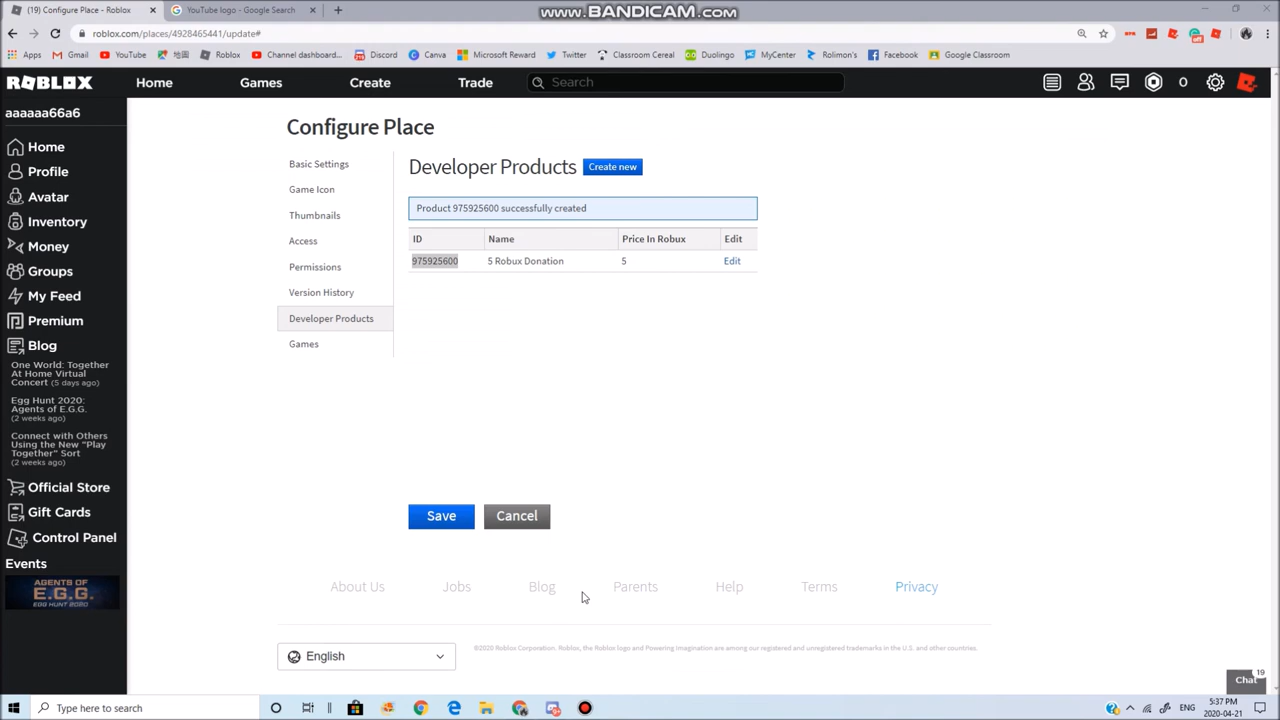 www.BANDICAM.com
(19) Configure Place - Roblox
YouTube logo - Google Search
roblox.com/places/4928465441/update#
Apps
Gmail
YouTube
Roblox
Channel dashboard...
Discord
Canva
Microsoft Reward
Twitter
Classroom Cereal
Duolingo
MyCenter
Rolimon's
Facebook
Google Classroom
ROBLOX
Home
Games
Create
Trade
Search
0
aaaaaa66a6
Home
Profile
Avatar
Inventory
Money
Groups
My Feed
Premium
Blog
One World: Together
At Home Virtual
Concert (5 days ago)
Egg Hunt 2020:
Agents of E.G.G.
(2 weeks ago)
Connect with Others
Using the New "Play
Together" Sort
(2 weeks ago)
Official Store
Gift Cards
Control Panel
Events
AGENTS OF
E.G.G.
EGG HUNT 2020
Configure Place
Basic Settings
Game Icon
Thumbnails
Access
Permissions
Version History
Developer Products
Games
Developer Products
Create new
Product 975925600 successfully created
ID Name Price In Robux Edit
975925600 5 Robux Donation 5 Edit
Save Cancel
About Us Jobs Blog Parents Help Terms Privacy
English
©2020 Roblox Corporation. Roblox, the Roblox logo and Powering Imagination are among our registered and unregistered trademarks in the U.S. and other countries.
Chat
19
Type here to search
ENG
5:37 PM
2020-04-21